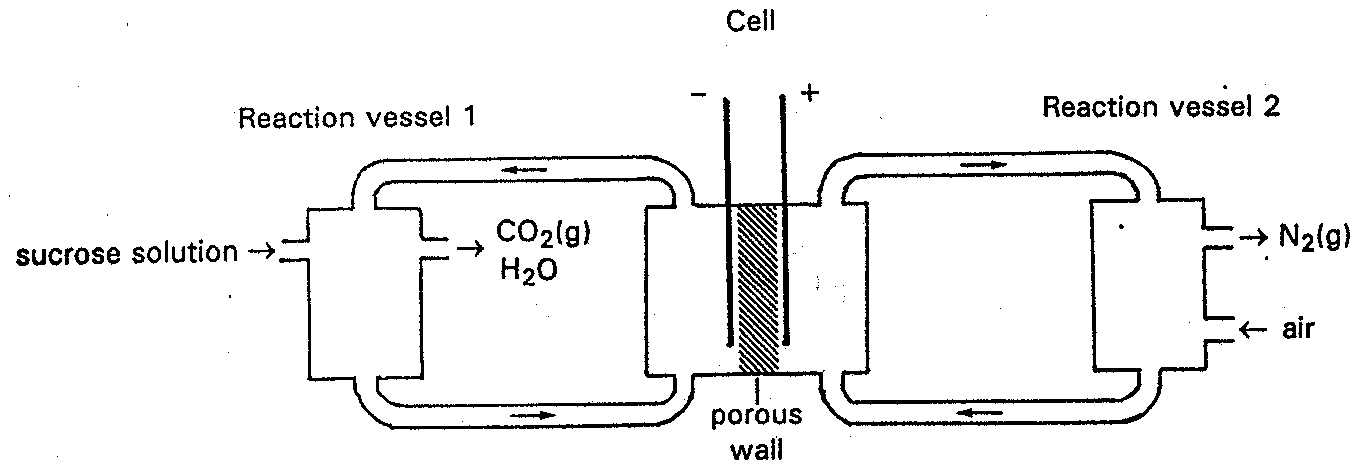 Cell
- +
Reaction vessel 1
Reaction vessel 2
sucrose solution →
→ CO₂(g)
H₂O
→ N₂(g)
← air
porous
wall